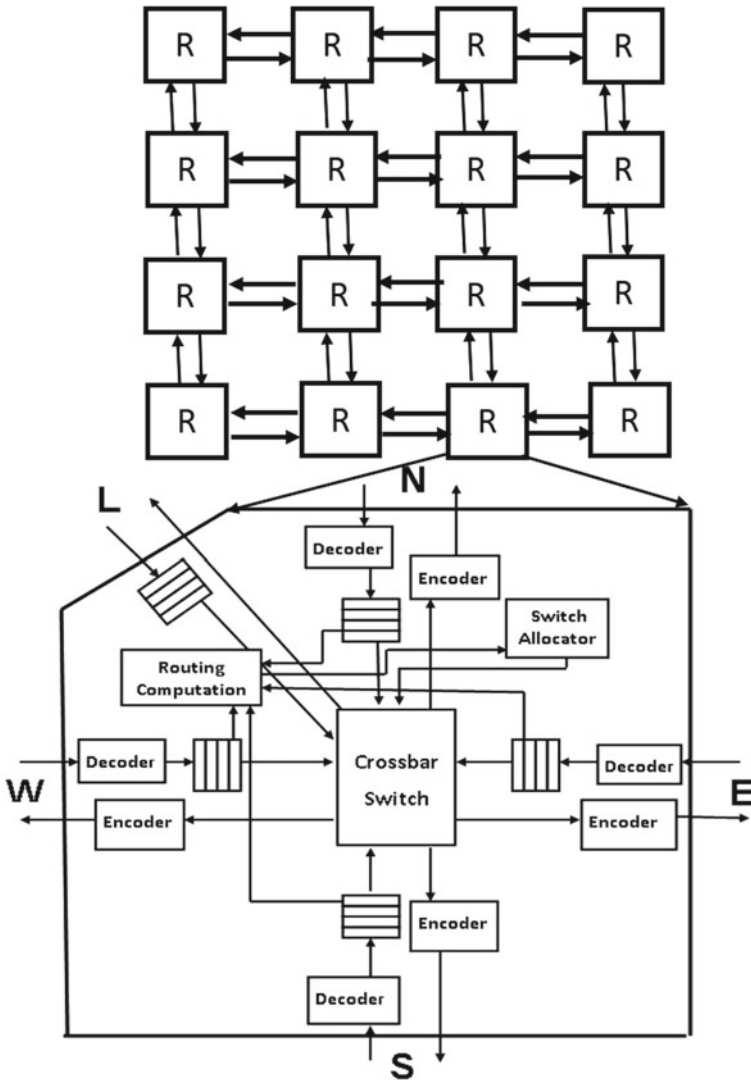 R R R R
R R R R
R R R R
R R R R
N
L
Decoder
Encoder
Switch
Allocator
Routing
Computation
Crossbar
Switch
Decoder
Decoder
W
E
Encoder
Encoder
Encoder
Decoder
S